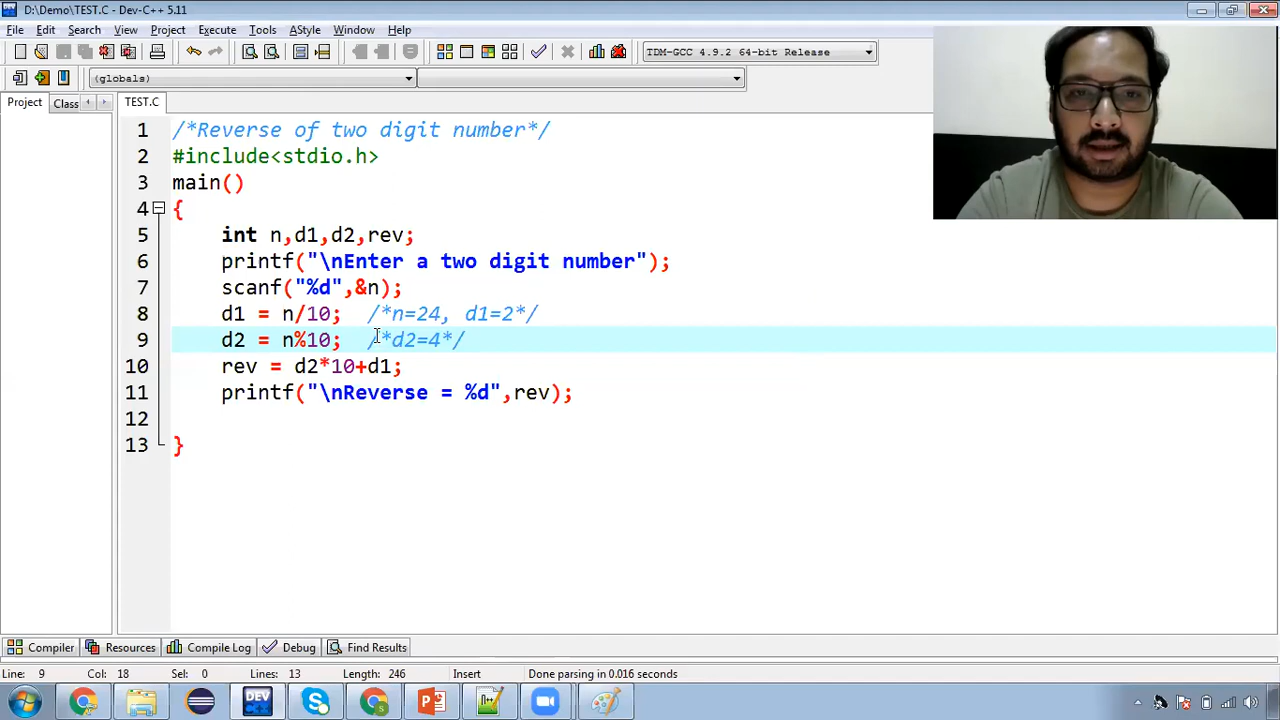 D:\Demo\TEST.C - Dev-C++ 5.11
File Edit Search View Project Execute Tools AStyle Window Help
TDM-GCC 4.9.2 64-bit Release
(globals)
Project Class TEST.C
1 /*Reverse of two digit number*/
2 #include<stdio.h>
3 main()
4 {
5 int n,d1,d2,rev;
6 printf("\nEnter a two digit number");
7 scanf("%d",&n);
8 d1 = n/10; /*n=24, d1=2*/
9 d2 = n%10; /*d2=4*/
10 rev = d2*10+d1;
11 printf("\nReverse = %d",rev);
12
13 }
Compiler Resources Compile Log Debug Find Results
Line: 9 Col: 18 Sel: 0 Lines: 13 Length: 246 Insert Done parsing in 0.016 seconds
DEV